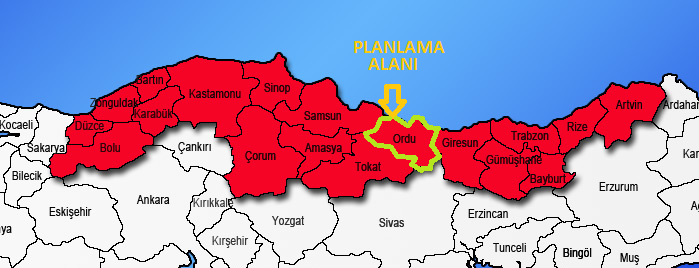 PLANLAMA
ALANI
Bartın
Zonguldak
Kastamonu
Sinop
Karabük
Samsun
Artvin
Ardahan
Kocaeli
Düzce
Ordu
Rize
Sakarya
Bolu
Çankırı
Çorum
Amasya
Giresun
Trabzon
Gümüşhane
Tokat
Bayburt
Bilecik
Erzurum
Ankara
Kırıkkale
Eskişehir
Yozgat
Sivas
Erzincan
Kırşehir
Tunceli
Bingöl
Muş